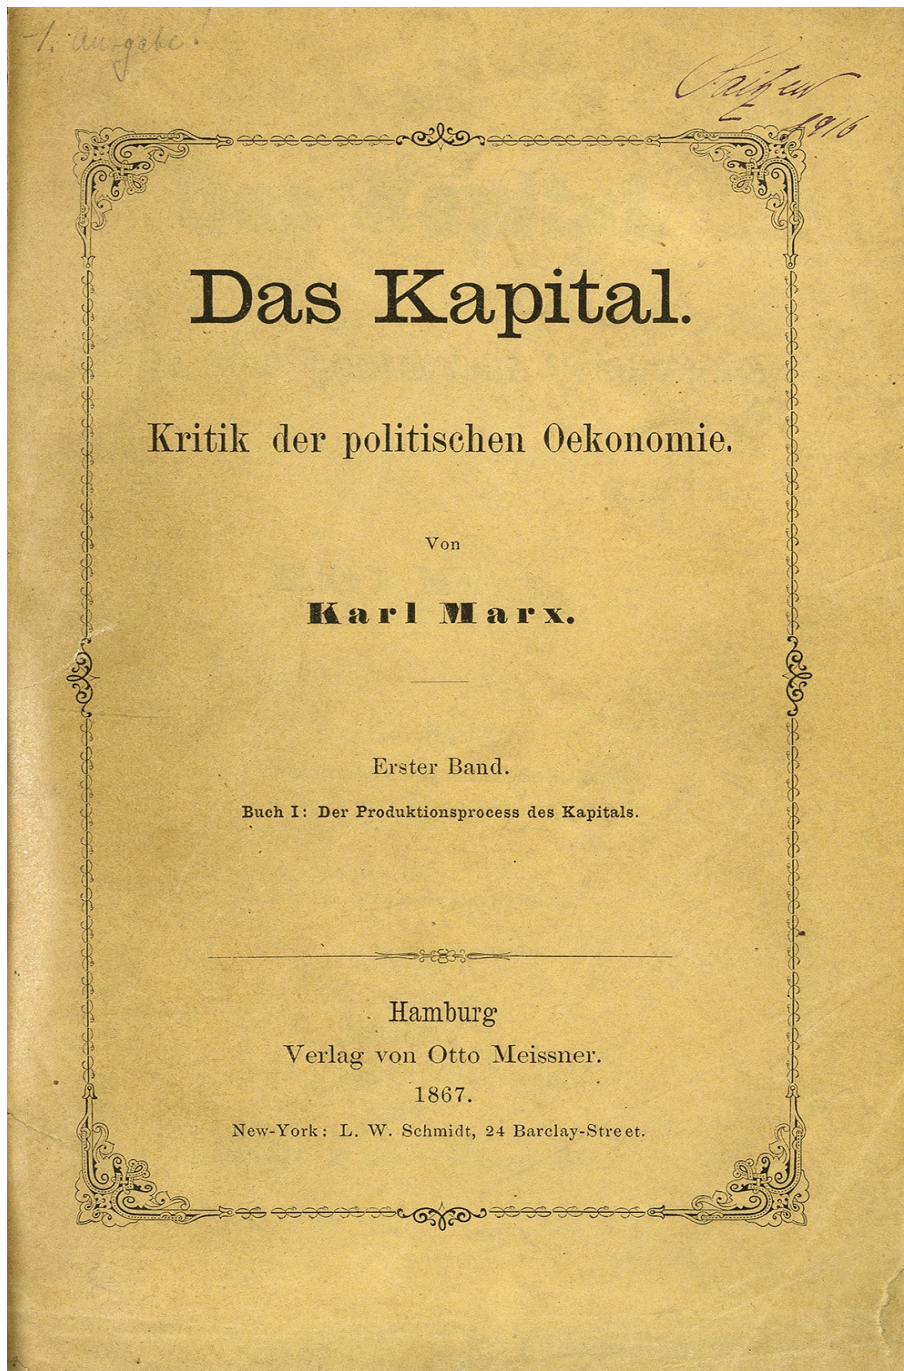 1. Ausgabe!
1916
Das Kapital.
Kritik der politischen Oekonomie.
Von
Karl Marx.
Erster Band.
Buch I: Der Produktionsprocess des Kapitals.
Hamburg
Verlag von Otto Meissner.
1867.
New-York: L. W. Schmidt, 24 Barclay-Street.